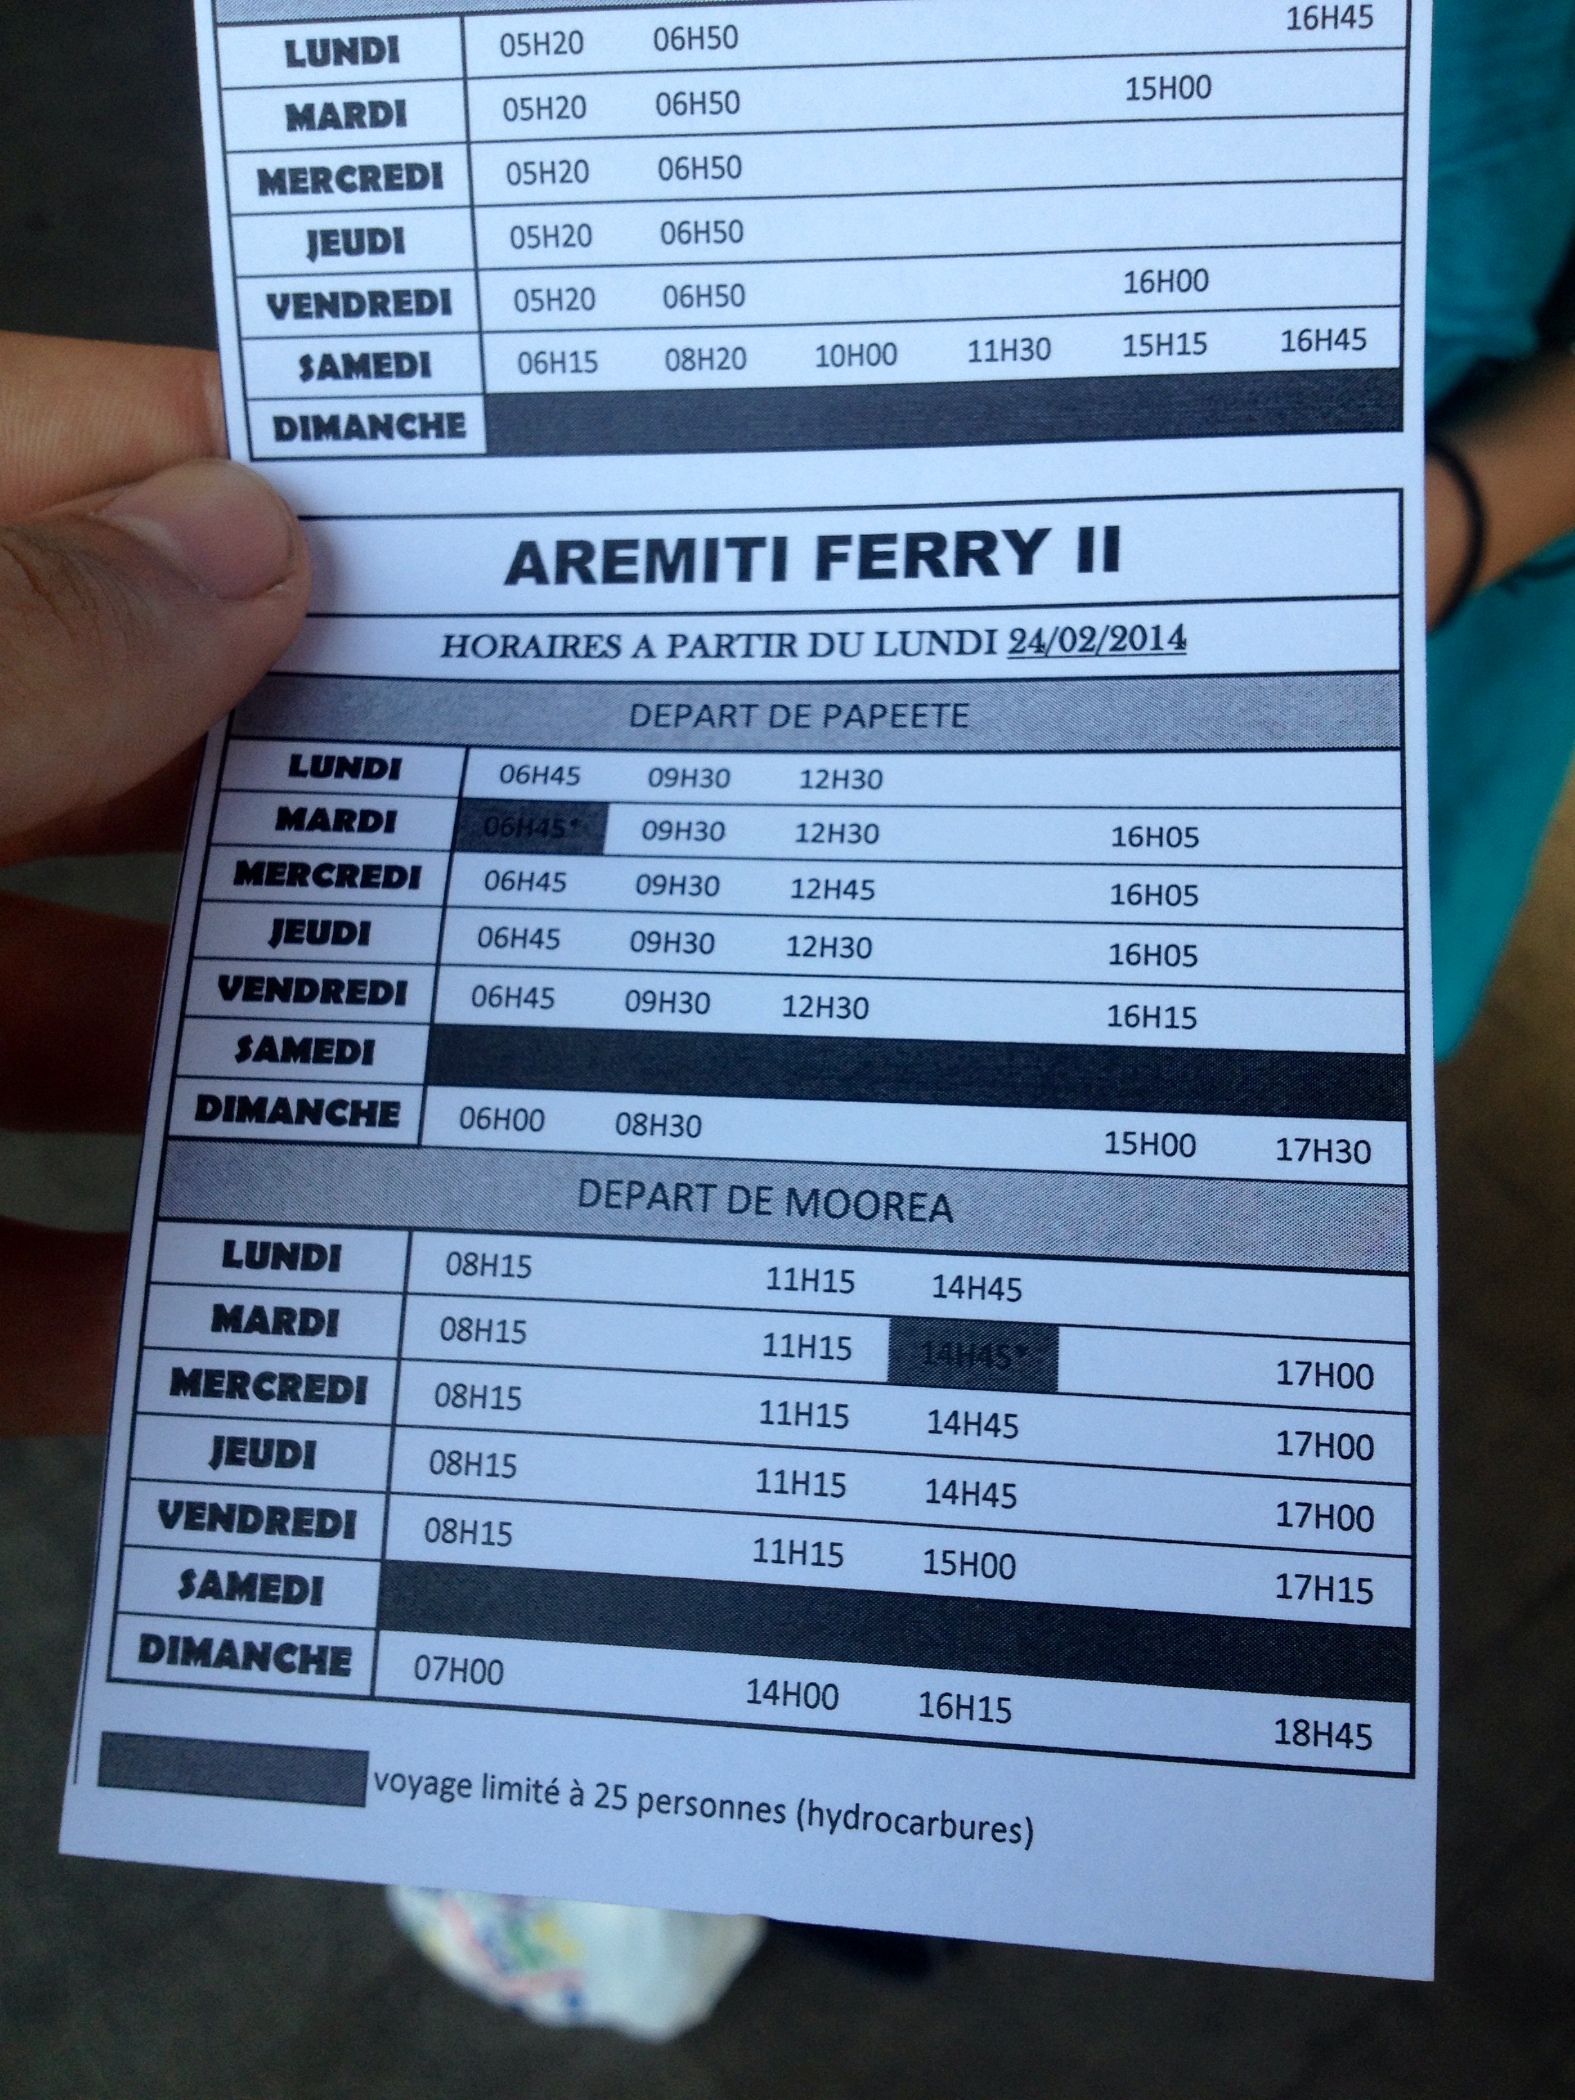 LUNDI 05H20 06H50 16H45
MARDI 05H20 06H50 15H00
MERCREDI 05H20 06H50
JEUDI 05H20 06H50
VENDREDI 05H20 06H50 16H00
SAMEDI 06H15 08H20 10H00 11H30 15H15 16H45
DIMANCHE
AREMITI FERRY II
HORAIRES A PARTIR DU LUNDI 24/02/2014
DEPART DE PAPEETE
LUNDI 06H45 09H30 12H30
MARDI 06H45* 09H30 12H30 16H05
MERCREDI 06H45 09H30 12H45 16H05
JEUDI 06H45 09H30 12H30 16H05
VENDREDI 06H45 09H30 12H30 16H15
SAMEDI
DIMANCHE 06H00 08H30 15H00 17H30
DEPART DE MOOREA
LUNDI 08H15 11H15 14H45
MARDI 08H15 11H15 14H45* 17H00
MERCREDI 08H15 11H15 14H45 17H00
JEUDI 08H15 11H15 14H45 17H00
VENDREDI 08H15 11H15 15H00 17H15
SAMEDI
DIMANCHE 07H00 14H00 16H15 18H45
voyage limité à 25 personnes (hydrocarbures)